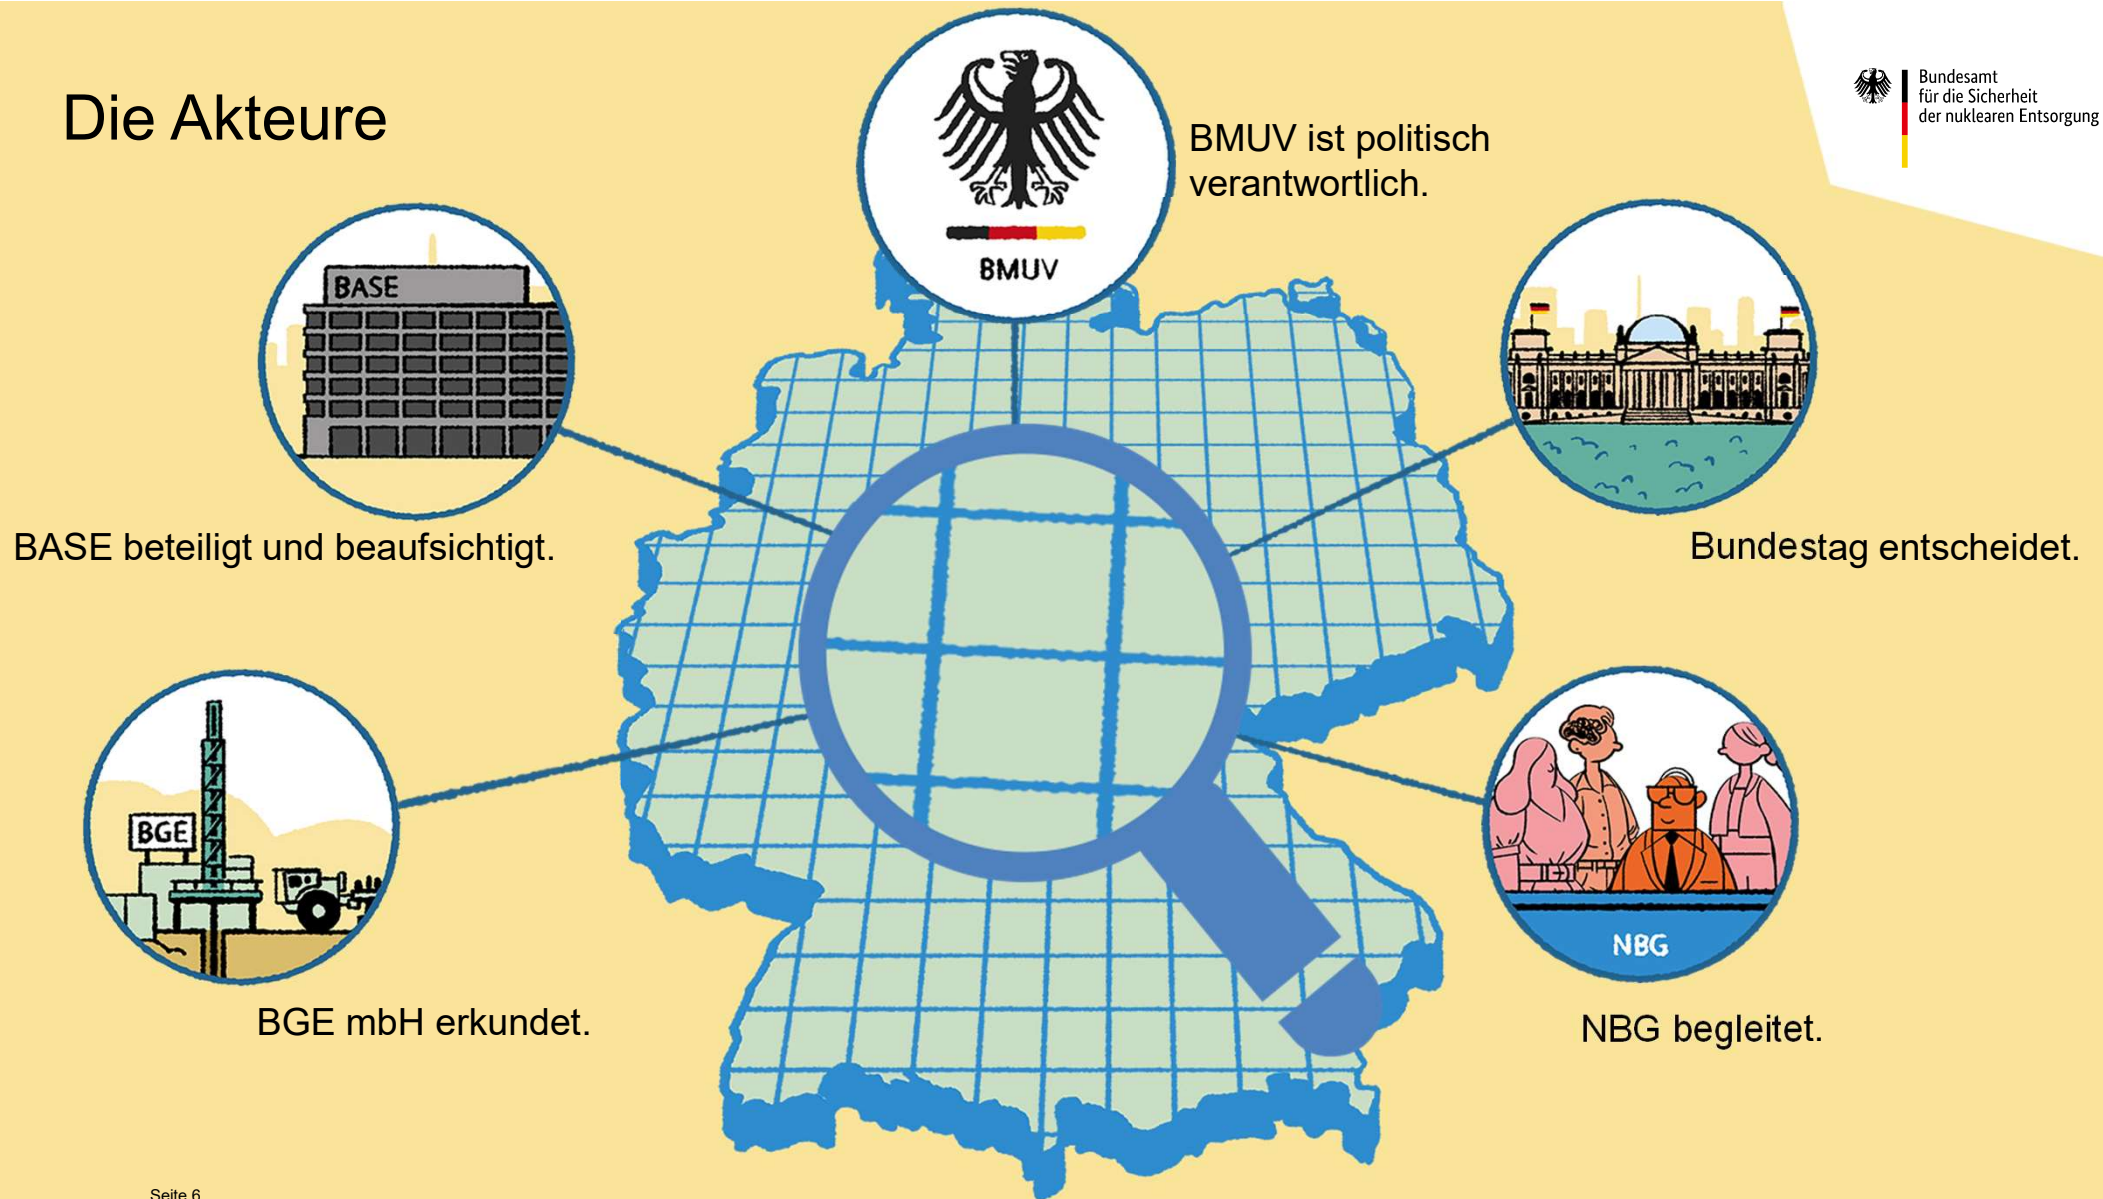 Die Akteure
Bundesamt
für die Sicherheit
der nuklearen Entsorgung
BMUV
BMUV ist politisch
verantwortlich.
BASE
BASE beteiligt und beaufsichtigt.
Bundestag entscheidet.
BGE
BGE mbH erkundet.
NBG
NBG begleitet.
Seite 6